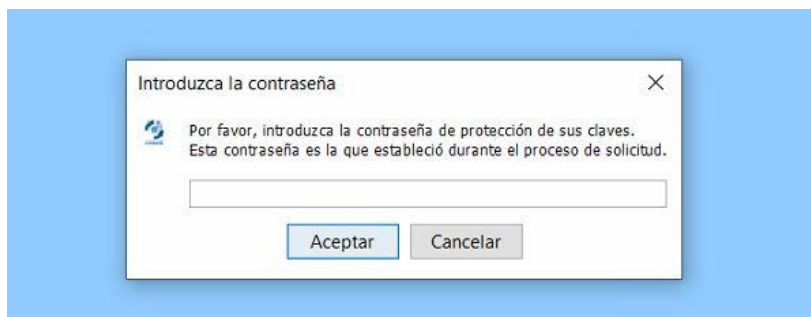 Introduzca la contraseña
Por favor, introduzca la contraseña de protección de sus claves.
Esta contraseña es la que estableció durante el proceso de solicitud.
Aceptar Cancelar